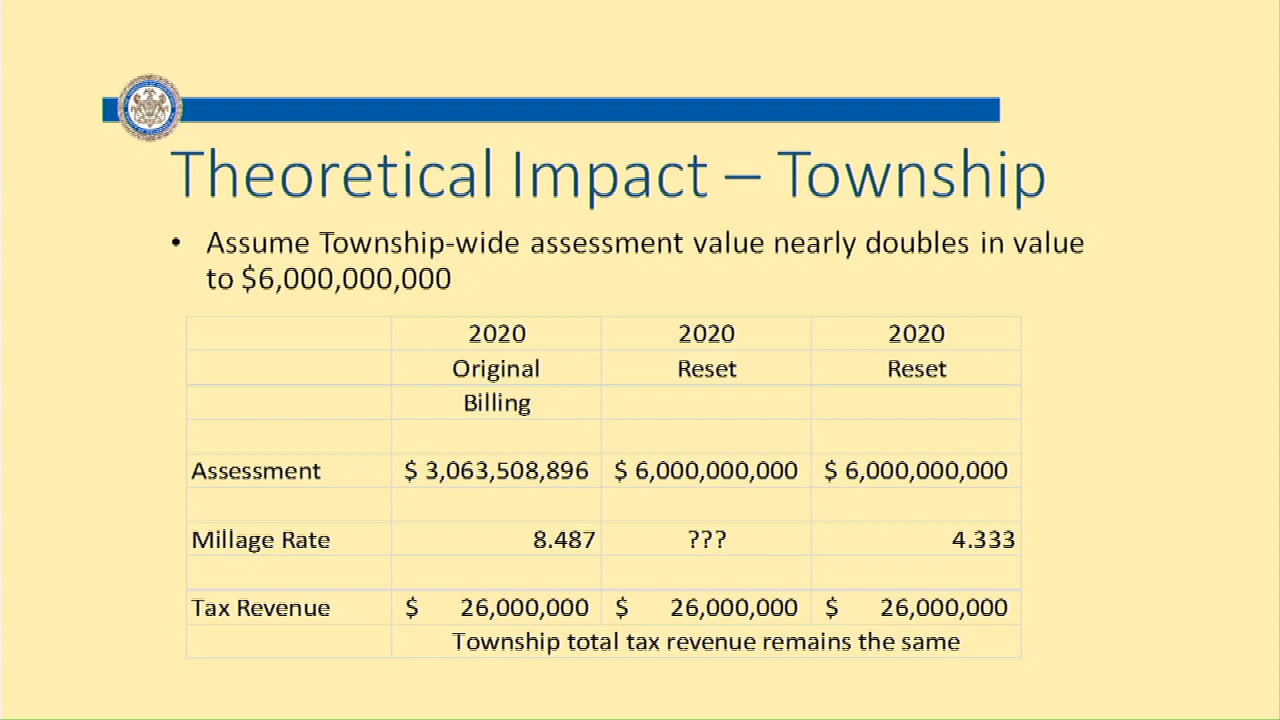 Theoretical Impact – Township
• Assume Township-wide assessment value nearly doubles in value
to $6,000,000,000
2020 2020 2020
Original Reset Reset
Billing
Assessment $ 3,063,508,896 $ 6,000,000,000 $ 6,000,000,000
Millage Rate 8.487 ??? 4.333
Tax Revenue $ 26,000,000 $ 26,000,000 $ 26,000,000
Township total tax revenue remains the same